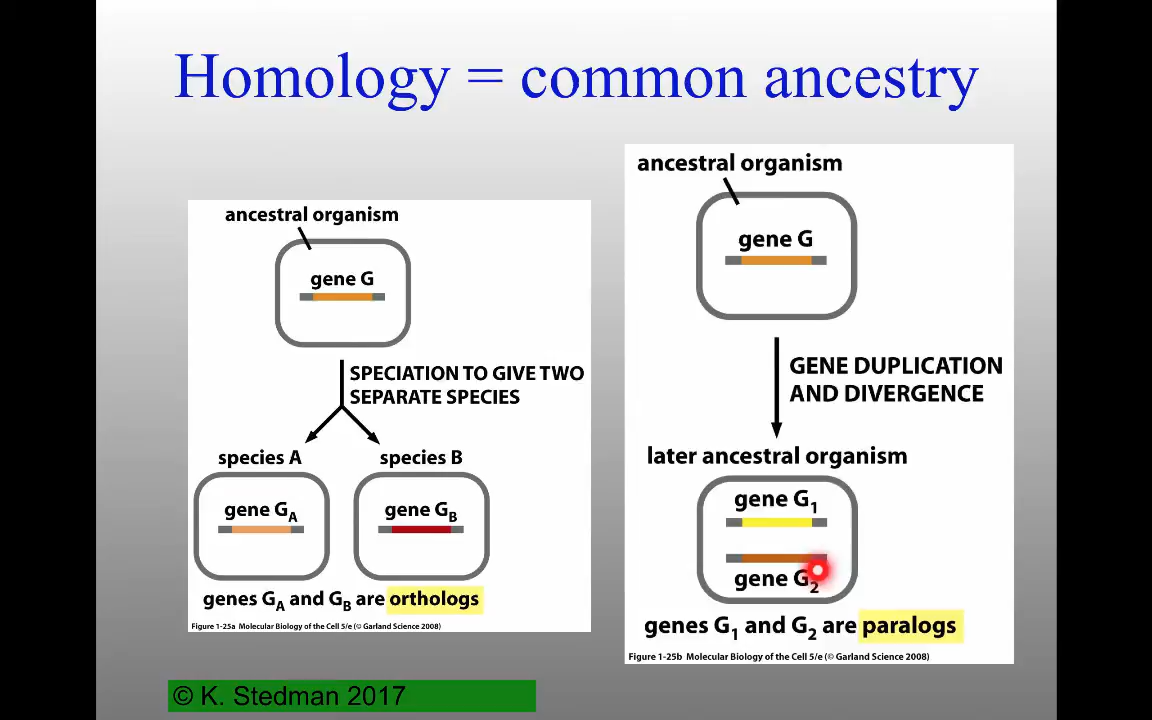 Homology = common ancestry
ancestral organism
gene G
SPECIATION TO GIVE TWO
SEPARATE SPECIES
species A
species B
gene GA
gene GB
genes GA and GB are orthologs
Figure 1-25a Molecular Biology of the Cell 5/e (© Garland Science 2008)
ancestral organism
gene G
GENE DUPLICATION
AND DIVERGENCE
later ancestral organism
gene G1
gene G2
genes G1 and G2 are paralogs
Figure 1-25b Molecular Biology of the Cell 5/e (© Garland Science 2008)
© K. Stedman 2017